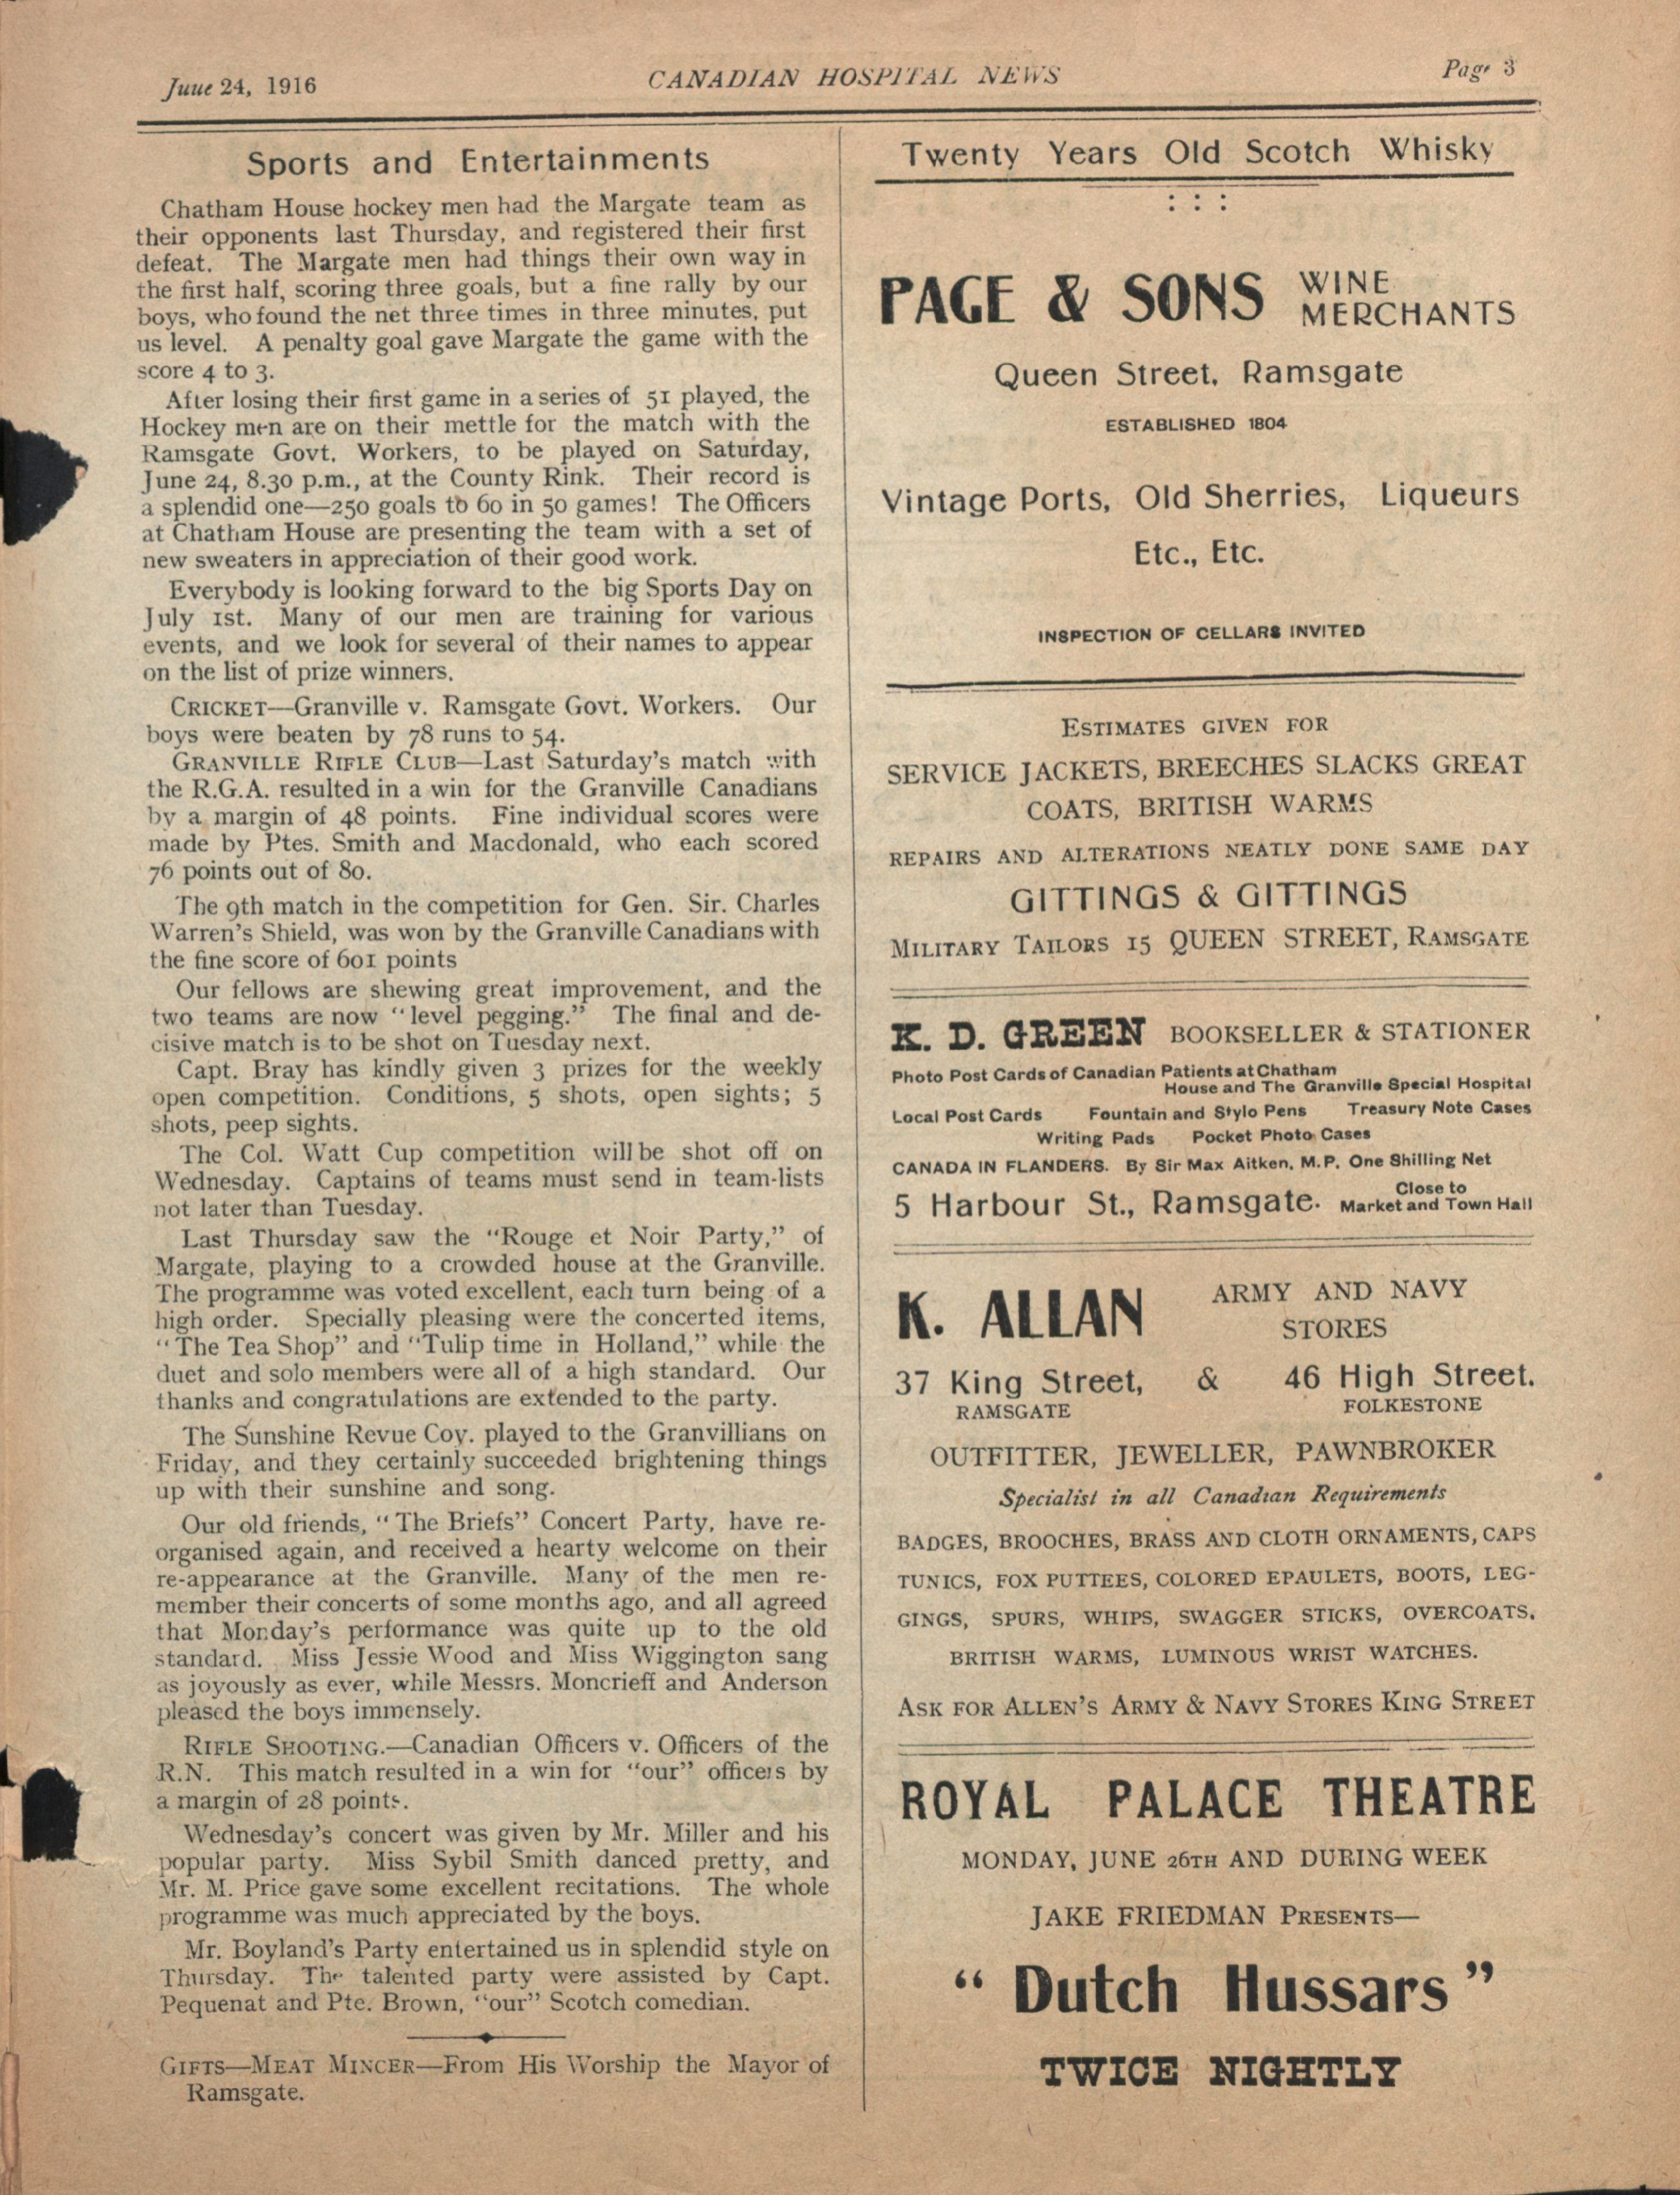 Juue 24, 1916
CANADIAN HOSPITAL NEWS
Page 3
Sports and Entertainments
Chatham House hockey men had the Margate team as
their opponents last Thursday, and registered their first
defeat. The Margate men had things their own way in
the first half, scoring three goals, but a fine rally by our
boys, who found the net three times in three minutes, put
us level. A penalty goal gave Margate the game with the
score 4 to 3.
After losing their first game in a series of 51 played, the
Hockey men are on their mettle for the match with the
Ramsgate Govt. Workers, to be played on Saturday,
June 24, 8.30 p.m., at the County Rink. Their record is
a splendid one—250 goals to 60 in 50 games! The Officers
at Chatham House are presenting the team with a set of
new sweaters in appreciation of their good work.
Everybody is looking forward to the big Sports Day on
July 1st. Many of our men are training for various
events, and we look for several of their names to appear
on the list of prize winners.
CRICKET—Granville v. Ramsgate Govt. Workers. Our
boys were beaten by 78 runs to 54.
GRANVILLE RIFLE CLUB—Last Saturday's match with
the R.G.A. resulted in a win for the Granville Canadians
by a margin of 48 points. Fine individual scores were
made by Ptes. Smith and Macdonald, who each scored
76 points out of 80.
The 9th match in the competition for Gen. Sir. Charles
Warren's Shield, was won by the Granville Canadians with
the fine score of 601 points
Our fellows are shewing great improvement, and the
two teams are now "level pegging." The final and de-
cisive match is to be shot on Tuesday next.
Capt. Bray has kindly given 3 prizes for the weekly
open competition. Conditions, 5 shots, open sights; 5
shots, peep sights.
The Col. Watt Cup competition will be shot off on
Wednesday. Captains of teams must send in team-lists
not later than Tuesday.
Last Thursday saw the "Rouge et Noir Party," of
Margate, playing to a crowded house at the Granville.
The programme was voted excellent, each turn being of a
high order. Specially pleasing were the concerted items,
"The Tea Shop" and "Tulip time in Holland," while the
duet and solo members were all of a high standard. Our
thanks and congratulations are extended to the party.
The Sunshine Revue Coy. played to the Granvillians on
Friday, and they certainly succeeded brightening things
up with their sunshine and song.
Our old friends, "The Briefs" Concert Party, have re-
organised again, and received a hearty welcome on their
re-appearance at the Granville. Many of the men re-
member their concerts of some months ago, and all agreed
that Monday's performance was quite up to the old
standard. Miss Jessie Wood and Miss Wiggington sang
as joyously as ever, while Messrs. Moncrieff and Anderson
pleased the boys immensely.
RIFLE SHOOTING.—Canadian Officers v. Officers of the
R.N. This match resulted in a win for "our" officers by
a margin of 28 points.
Wednesday's concert was given by Mr. Miller and his
popular party. Miss Sybil Smith danced pretty, and
Mr. M. Price gave some excellent recitations. The whole
programme was much appreciated by the boys.
Mr. Boyland's Party entertained us in splendid style on
Thursday. The talented party were assisted by Capt.
Pequenat and Pte. Brown, "our" Scotch comedian.
GIFTS—MEAT MINCER—From His Worship the Mayor of
Ramsgate.
Twenty Years Old Scotch Whisky
: : :
PAGE & SONS WINE
MERCHANTS
Queen Street, Ramsgate
ESTABLISHED 1804
Vintage Ports, Old Sherries, Liqueurs
Etc., Etc.
INSPECTION OF CELLARS INVITED
ESTIMATES GIVEN FOR
SERVICE JACKETS, BREECHES SLACKS GREAT
COATS, BRITISH WARMS
REPAIRS AND ALTERATIONS NEATLY DONE SAME DAY
GITTINGS & GITTINGS
MILITARY TAILORS 15 QUEEN STREET, RAMSGATE
K. D. GREEN BOOKSELLER & STATIONER
Photo Post Cards of Canadian Patients at Chatham
House and The Granville Special Hospital
Local Post Cards Fountain and Stylo Pens Treasury Note Cases
Writing Pads Pocket Photo Cases
CANADA IN FLANDERS. By Sir Max Aitken, M.P. One Shilling Net
5 Harbour St., Ramsgate. Close to
Market and Town Hall
K. ALLAN ARMY AND NAVY
STORES
37 King Street, & 46 High Street.
RAMSGATE FOLKESTONE
OUTFITTER, JEWELLER, PAWNBROKER
Specialist in all Canadian Requirements
BADGES, BROOCHES, BRASS AND CLOTH ORNAMENTS, CAPS
TUNICS, FOX PUTTEES, COLORED EPAULETS, BOOTS, LEG-
GINGS, SPURS, WHIPS, SWAGGER STICKS, OVERCOATS,
BRITISH WARMS, LUMINOUS WRIST WATCHES.
ASK FOR ALLEN'S ARMY & NAVY STORES KING STREET
ROYAL PALACE THEATRE
MONDAY, JUNE 26TH AND DURING WEEK
JAKE FRIEDMAN PRESENTS—
"Dutch Hussars"
TWICE NIGHTLY